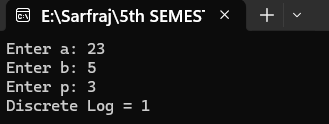 E:\Sarfraj\5th SEMES
Enter a: 23
Enter b: 5
Enter p: 3
Discrete Log = 1